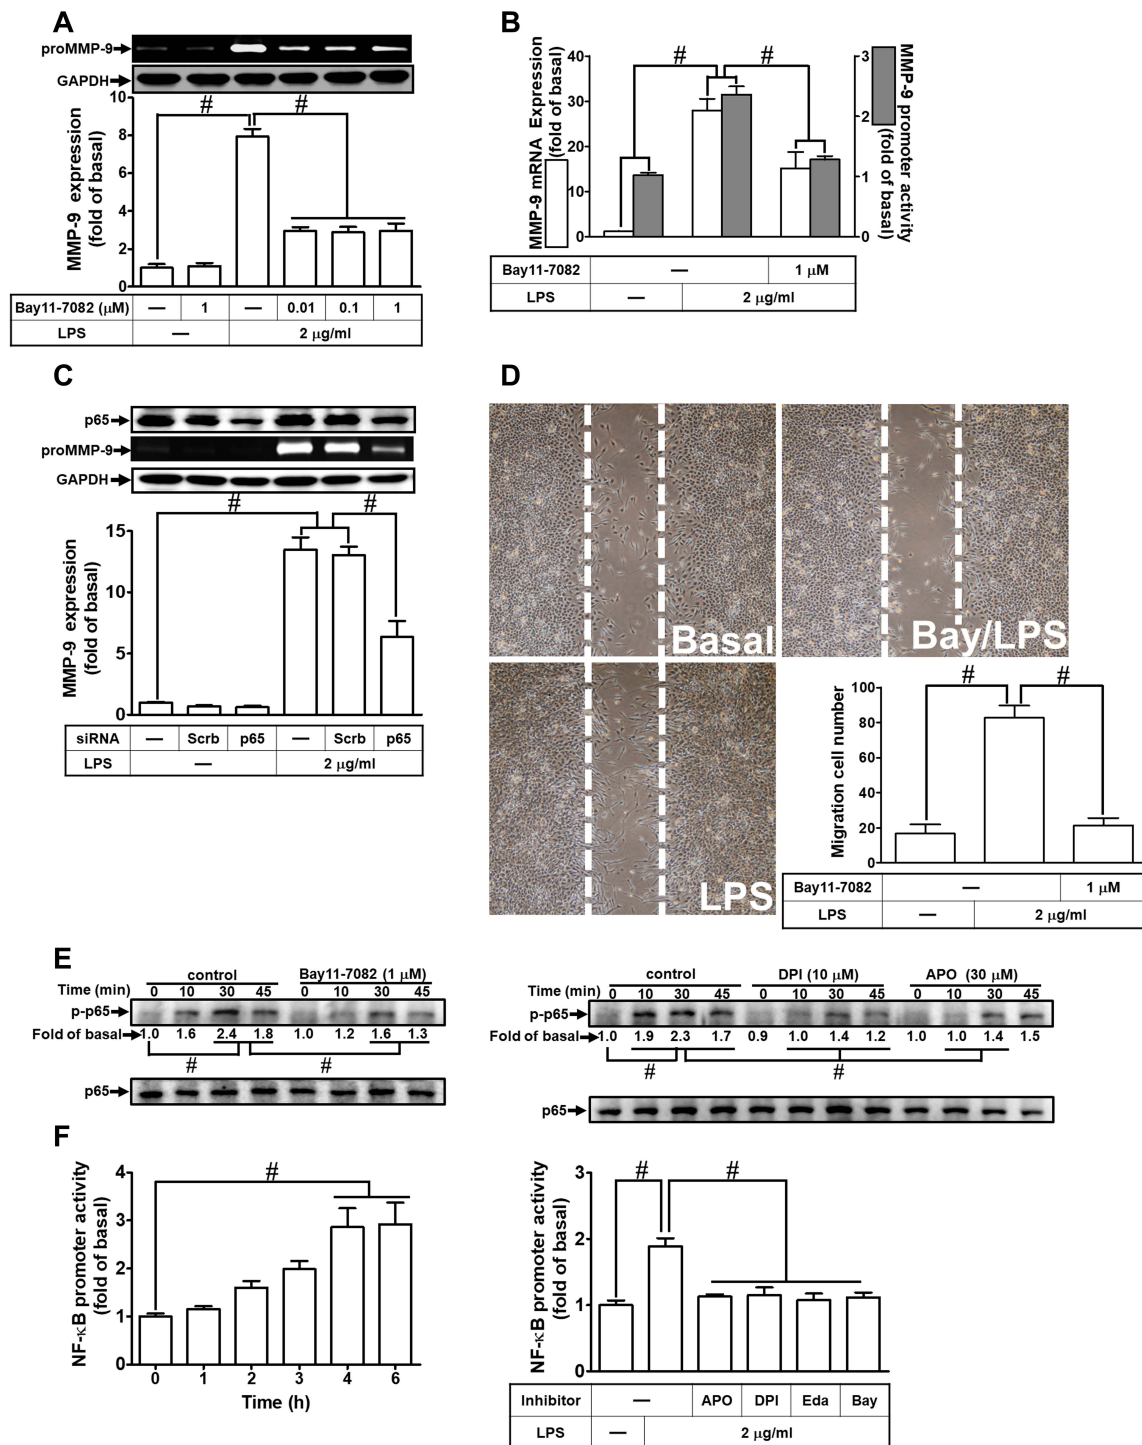 A
proMMP-9
GAPDH
#
#
MMP-9 expression
(fold of basal)
10
8
6
4
2
0
Bay11-7082 (μM) — 1 — 0.01 0.1 1
LPS — 2 μg/ml
B
#
#
MMP-9 mRNA Expression
(fold of basal)
40
30
20
10
0
3
2
1
0
MMP-9 promoter activity
(fold of basal)
Bay11-7082 — 1 μM
LPS — 2 μg/ml
C
p65
proMMP-9
GAPDH
#
#
MMP-9 expression
(fold of basal)
15
10
5
0
siRNA — Scrb p65 — Scrb p65
LPS — 2 μg/ml
D
Basal
Bay/LPS
LPS
#
#
Migration cell number
100
80
60
40
20
0
Bay11-7082 — 1 μM
LPS — 2 μg/ml
E
control Bay11-7082 (1 μM)
Time (min) 0 10 30 45 0 10 30 45
p-p65
Fold of basal 1.0 1.6 2.4 1.8 1.0 1.2 1.6 1.3
# #
p65
control DPI (10 μM) APO (30 μM)
Time (min) 0 10 30 45 0 10 30 45 0 10 30 45
p-p65
Fold of basal 1.0 1.9 2.3 1.7 0.9 1.0 1.4 1.2 1.0 1.0 1.4 1.5
# #
p65
F
#
NF-κB promoter activity
(fold of basal)
4
3
2
1
0
0 1 2 3 4 6
Time (h)
#
#
NF-κB promoter activity
(fold of basal)
3
2
1
0
Inhibitor — APO DPI Eda Bay
LPS — 2 μg/ml